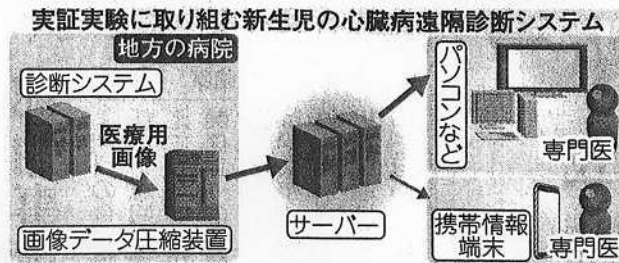 実証実験に取り組む新生児の心臓病遠隔診断システム
地方の病院
診断システム
医療用
画像
画像データ圧縮装置
サーバー
パソコンなど
専門医
携帯情報
端末
専門医